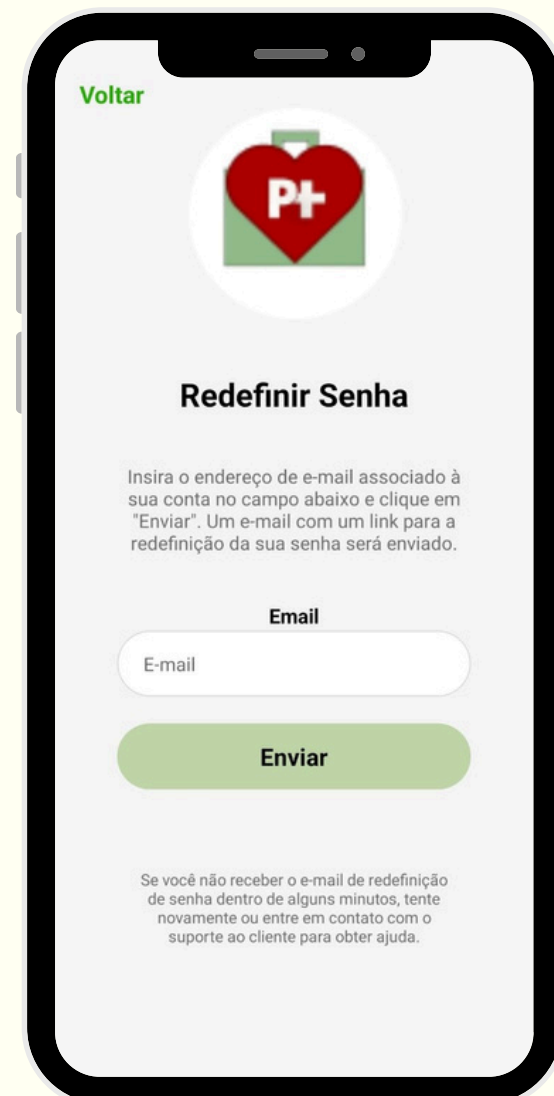 Voltar
P+
Redefinir Senha
Insira o endereço de e-mail associado à
sua conta no campo abaixo e clique em
"Enviar". Um e-mail com um link para a
redefinição da sua senha será enviado.
Email
E-mail
Enviar
Se você não receber o e-mail de redefinição
de senha dentro de alguns minutos, tente
novamente ou entre em contato com o
suporte ao cliente para obter ajuda.